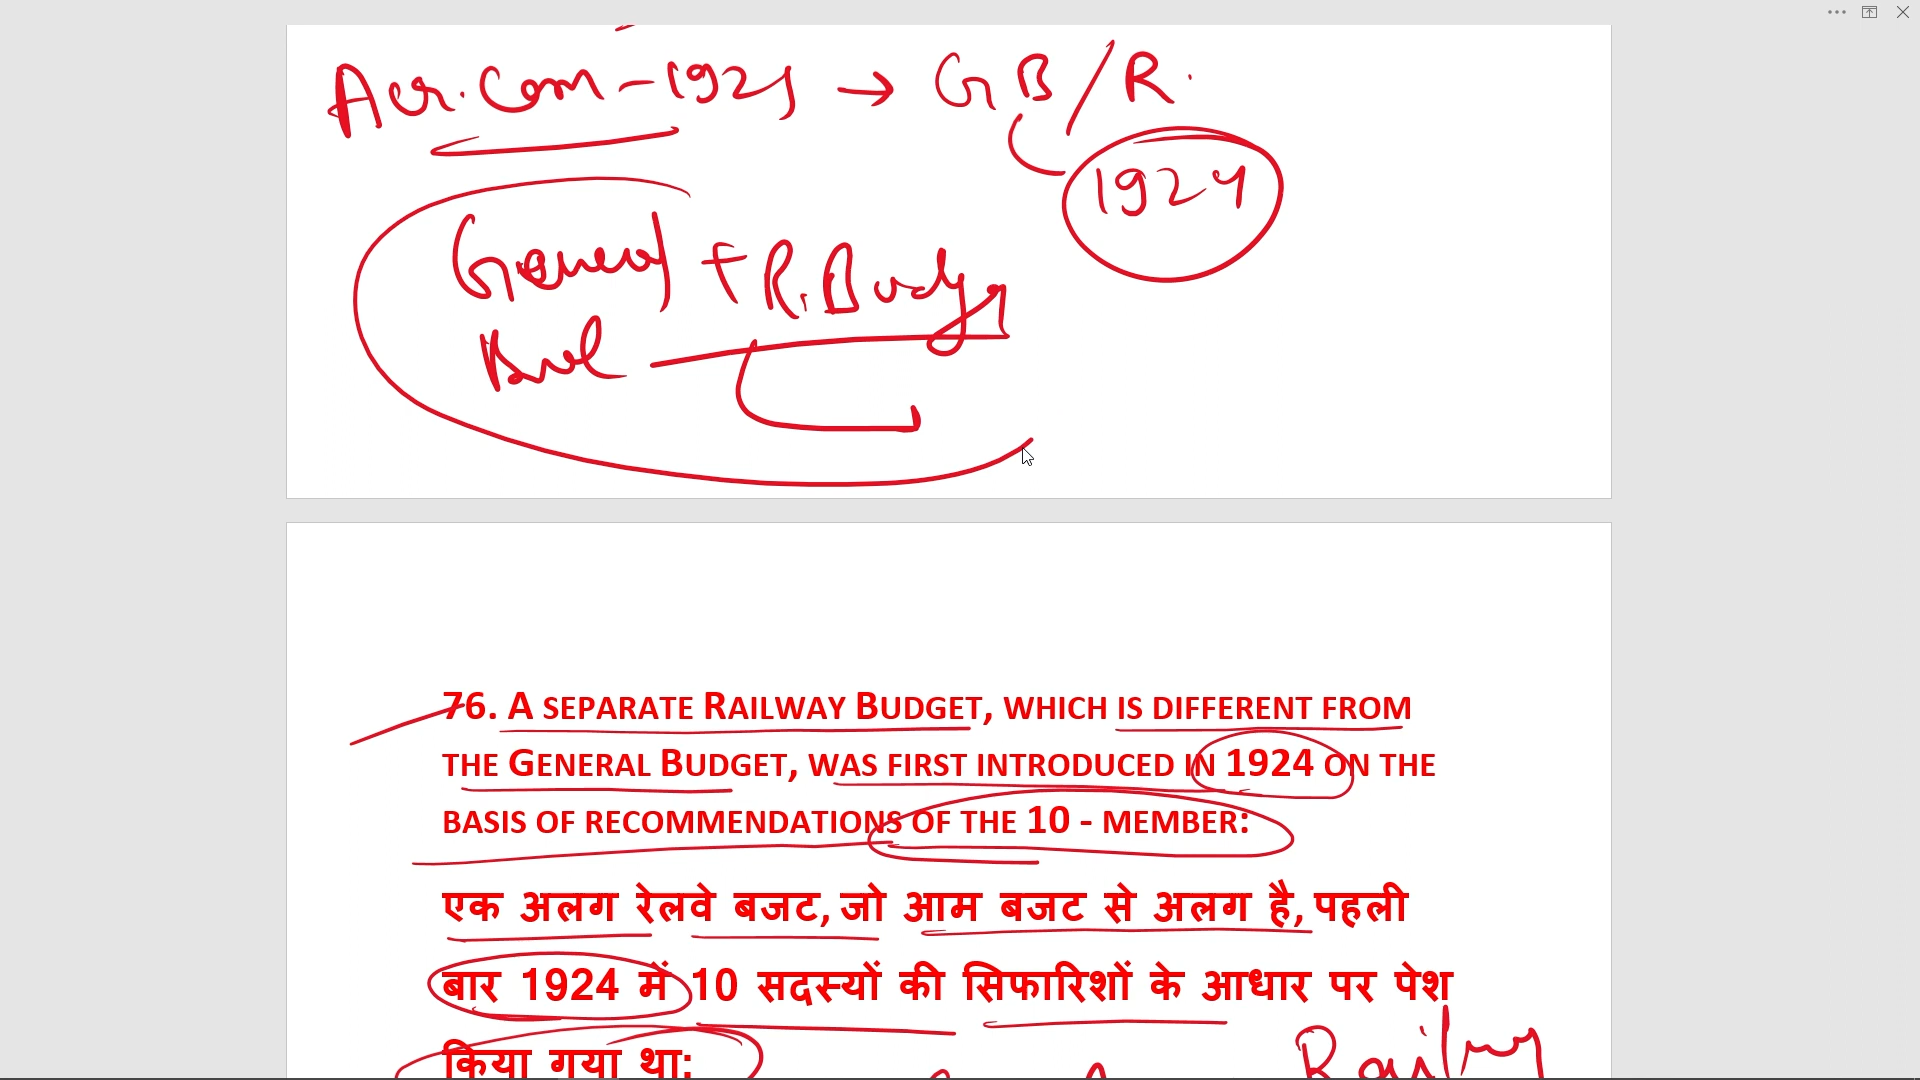 Acr. Com - 1921 → GB/R.
1924
General + R. Budg
Bud
76. A SEPARATE RAILWAY BUDGET, WHICH IS DIFFERENT FROM
THE GENERAL BUDGET, WAS FIRST INTRODUCED IN 1924 ON THE
BASIS OF RECOMMENDATIONS OF THE 10 - MEMBER:
एक अलग रेलवे बजट, जो आम बजट से अलग है, पहली
बार 1924 में 10 सदस्यों की सिफारिशों के आधार पर पेश
किया गया था:
Railway